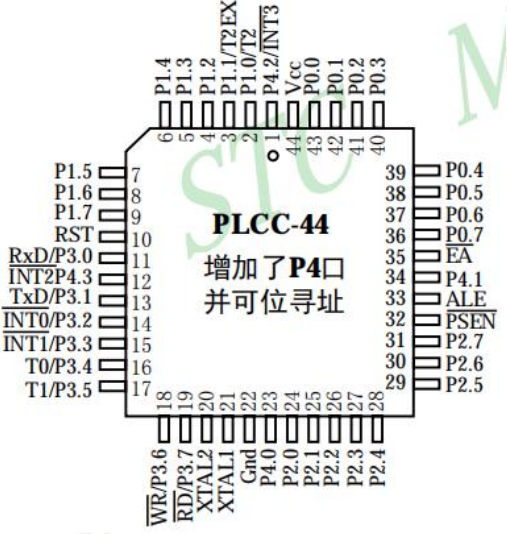 P1.4
P1.3
P1.2
P1.1/T2EX
P1.0/T2
P4.2/INT3
Vcc
P0.0
P0.1
P0.2
P0.3
6 5 4 3 2 1 44 43 42 41 40
P1.5 7
P1.6 8
P1.7 9
RST 10
RxD/P3.0 11
INT2P4.3 12
TxD/P3.1 13
INT0/P3.2 14
INT1/P3.3 15
T0/P3.4 16
T1/P3.5 17
STC M
PLCC-44
增加了P4口
并可位寻址
39 P0.4
38 P0.5
37 P0.6
36 P0.7
35 EA
34 P4.1
33 ALE
32 PSEN
31 P2.7
30 P2.6
29 P2.5
18 19 20 21 22 23 24 25 26 27 28
WR/P3.6
RD/P3.7
XTAL2
XTAL1
Gnd
P4.0
P2.0
P2.1
P2.2
P2.3
P2.4